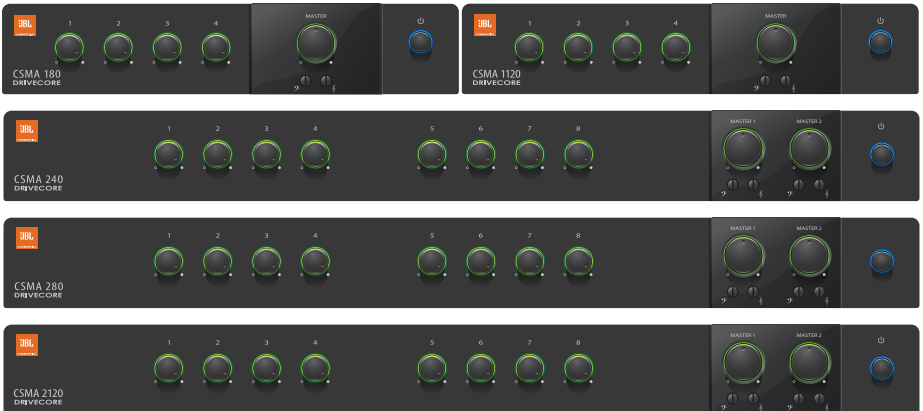 JBL
1 2 3 4
MASTER
CSMA 180
DRIVECORE
JBL
1 2 3 4
MASTER
CSMA 1120
DRIVECORE
JBL
1 2 3 4 5 6 7 8
MASTER 1 MASTER 2
CSMA 240
DRIVECORE
JBL
1 2 3 4 5 6 7 8
MASTER 1 MASTER 2
CSMA 280
DRIVECORE
JBL
1 2 3 4 5 6 7 8
MASTER 1 MASTER 2
CSMA 2120
DRIVECORE